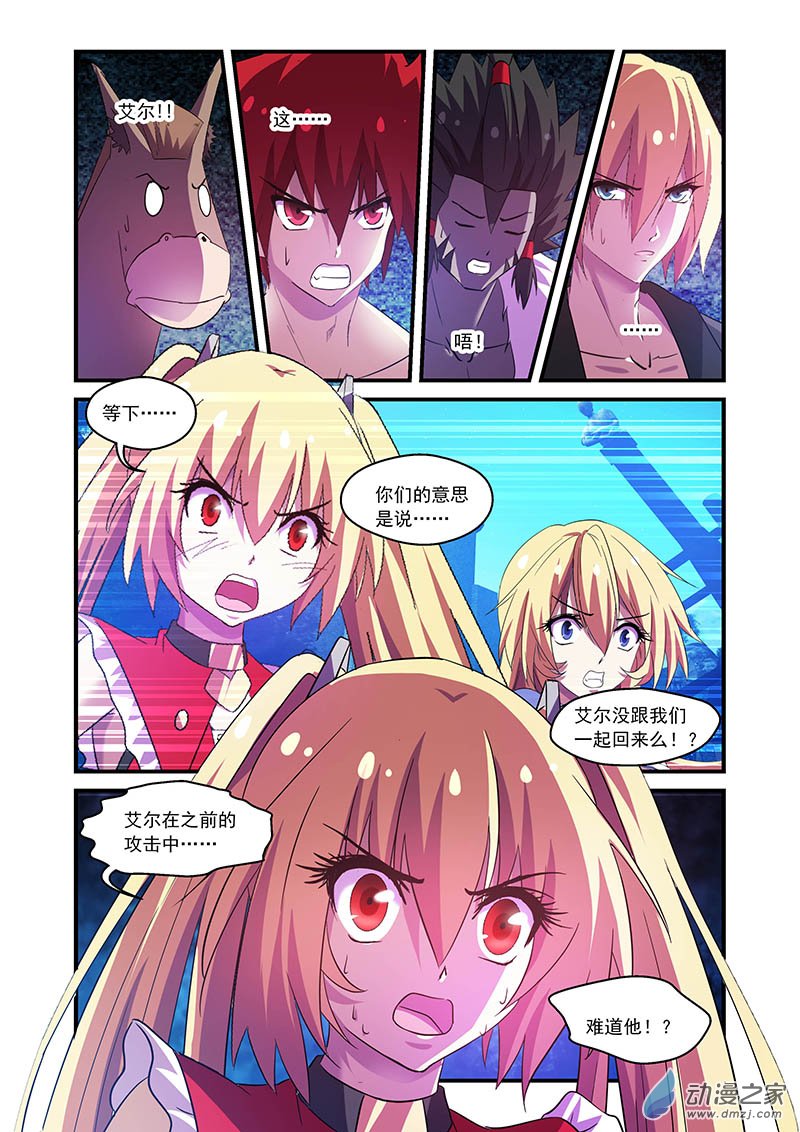 艾尔!!
这……
唔!
……
等下……
你们的意思
是说……
艾尔没跟我们
一起回来么!?
艾尔在之前的
攻击中……
难道他!?
动漫之家
www.dmzj.com